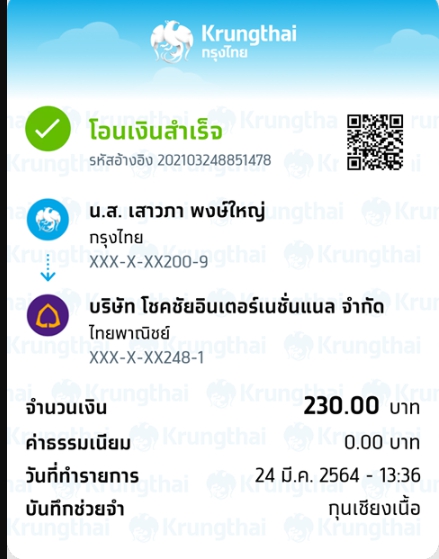 Krungthai
กรุงไทย
โอนเงินสำเร็จ
รหัสอ้างอิง 202103248851478
น.ส. เสาวภา พงษ์ใหญ่
กรุงไทย
XXX-X-XX200-9
บริษัท โชคชัยอินเตอร์เนชั่นแนล จำกัด
ไทยพาณิชย์
XXX-X-XX248-1
จำนวนเงิน 230.00 บาท
ค่าธรรมเนียม 0.00 บาท
วันที่ทำรายการ 24 มี.ค. 2564 - 13:36
บันทึกช่วยจำ กุนเชียงเนื้อ